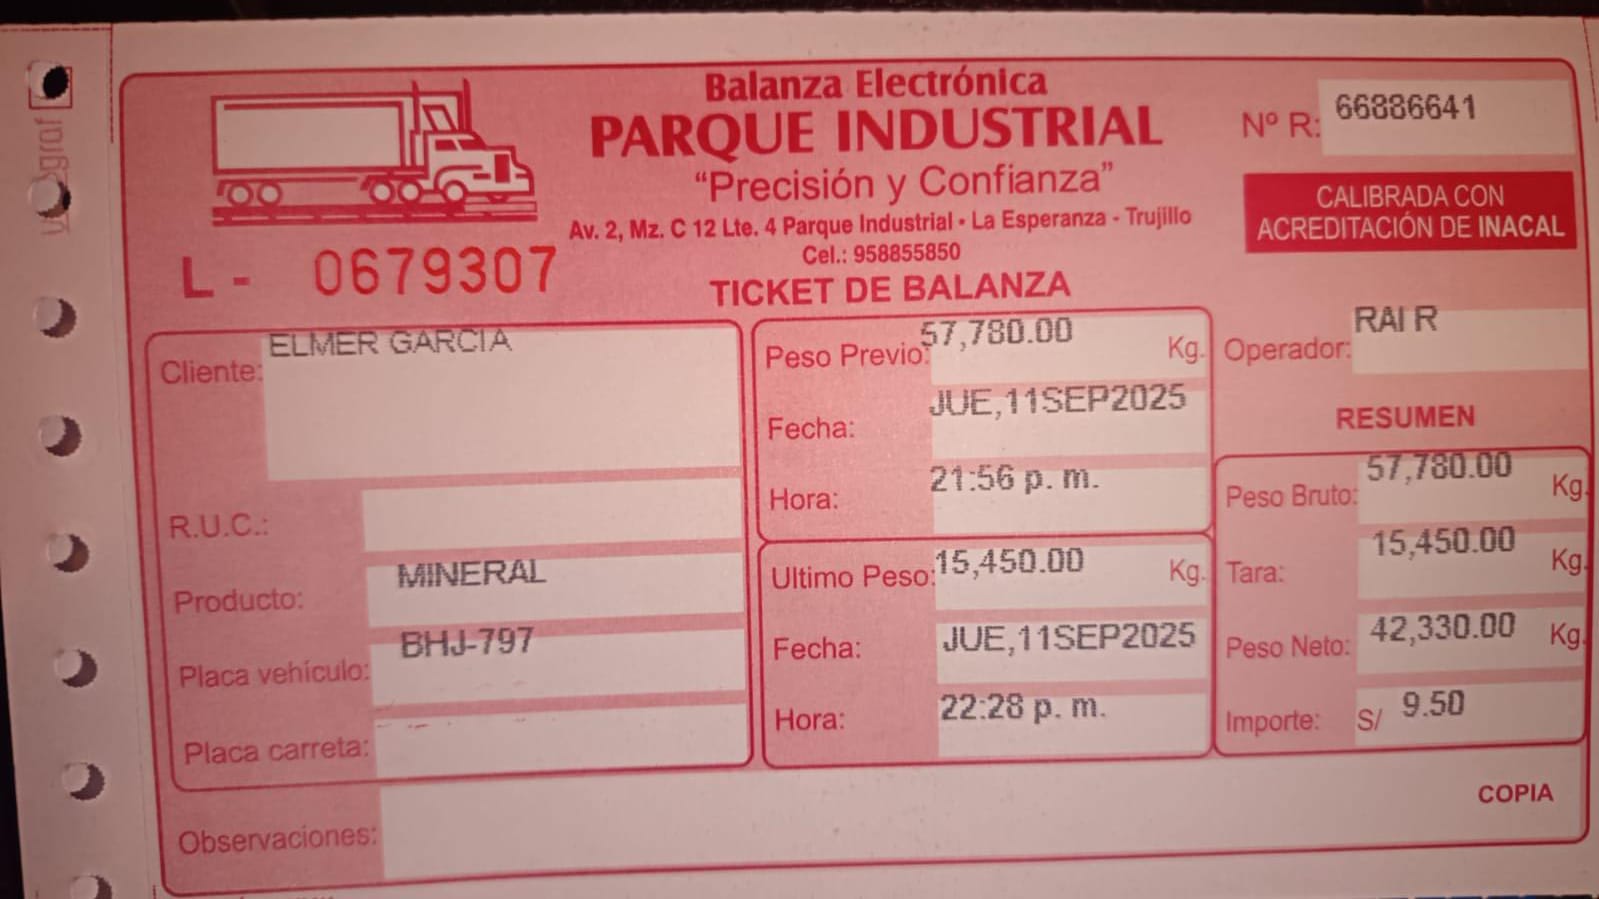 Balanza Electrónica
PARQUE INDUSTRIAL
“Precisión y Confianza”
Av. 2, Mz. C 12 Lte. 4 Parque Industrial • La Esperanza - Trujillo
Cel.: 958855850
Nº R: 66886641
CALIBRADA CON
ACREDITACIÓN DE INACAL
L - 0679307
TICKET DE BALANZA
Cliente: ELMER GARCIA
R.U.C.:
Producto: MINERAL
Placa vehículo: BHJ-797
Placa carreta:
Peso Previo: 57,780.00 Kg.
Fecha: JUE,11SEP2025
Hora: 21:56 p. m.
Ultimo Peso: 15,450.00 Kg.
Fecha: JUE,11SEP2025
Hora: 22:28 p. m.
Operador: RAI R
RESUMEN
Peso Bruto: 57,780.00 Kg.
Tara: 15,450.00 Kg.
Peso Neto: 42,330.00 Kg.
Importe: S/ 9.50
Observaciones:
COPIA